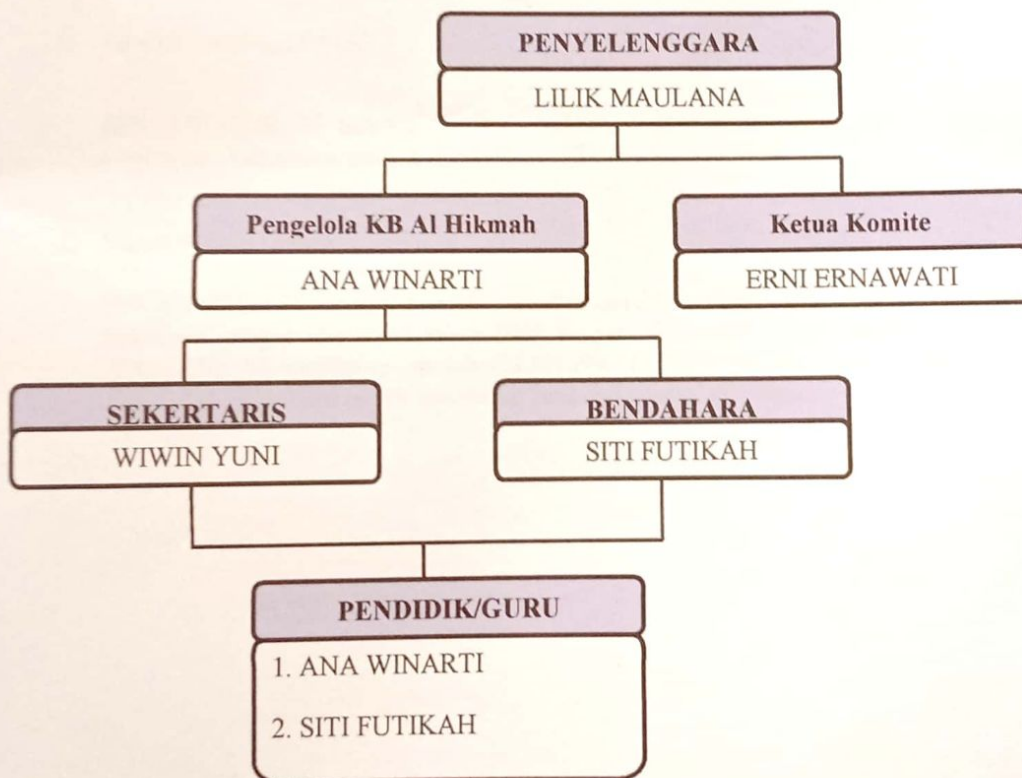 PENYELENGGARA
LILIK MAULANA
Pengelola KB Al Hikmah
ANA WINARTI
Ketua Komite
ERNI ERNAWATI
SEKERTARIS
WIWIN YUNI
BENDAHARA
SITI FUTIKAH
PENDIDIK/GURU
1. ANA WINARTI
2. SITI FUTIKAH